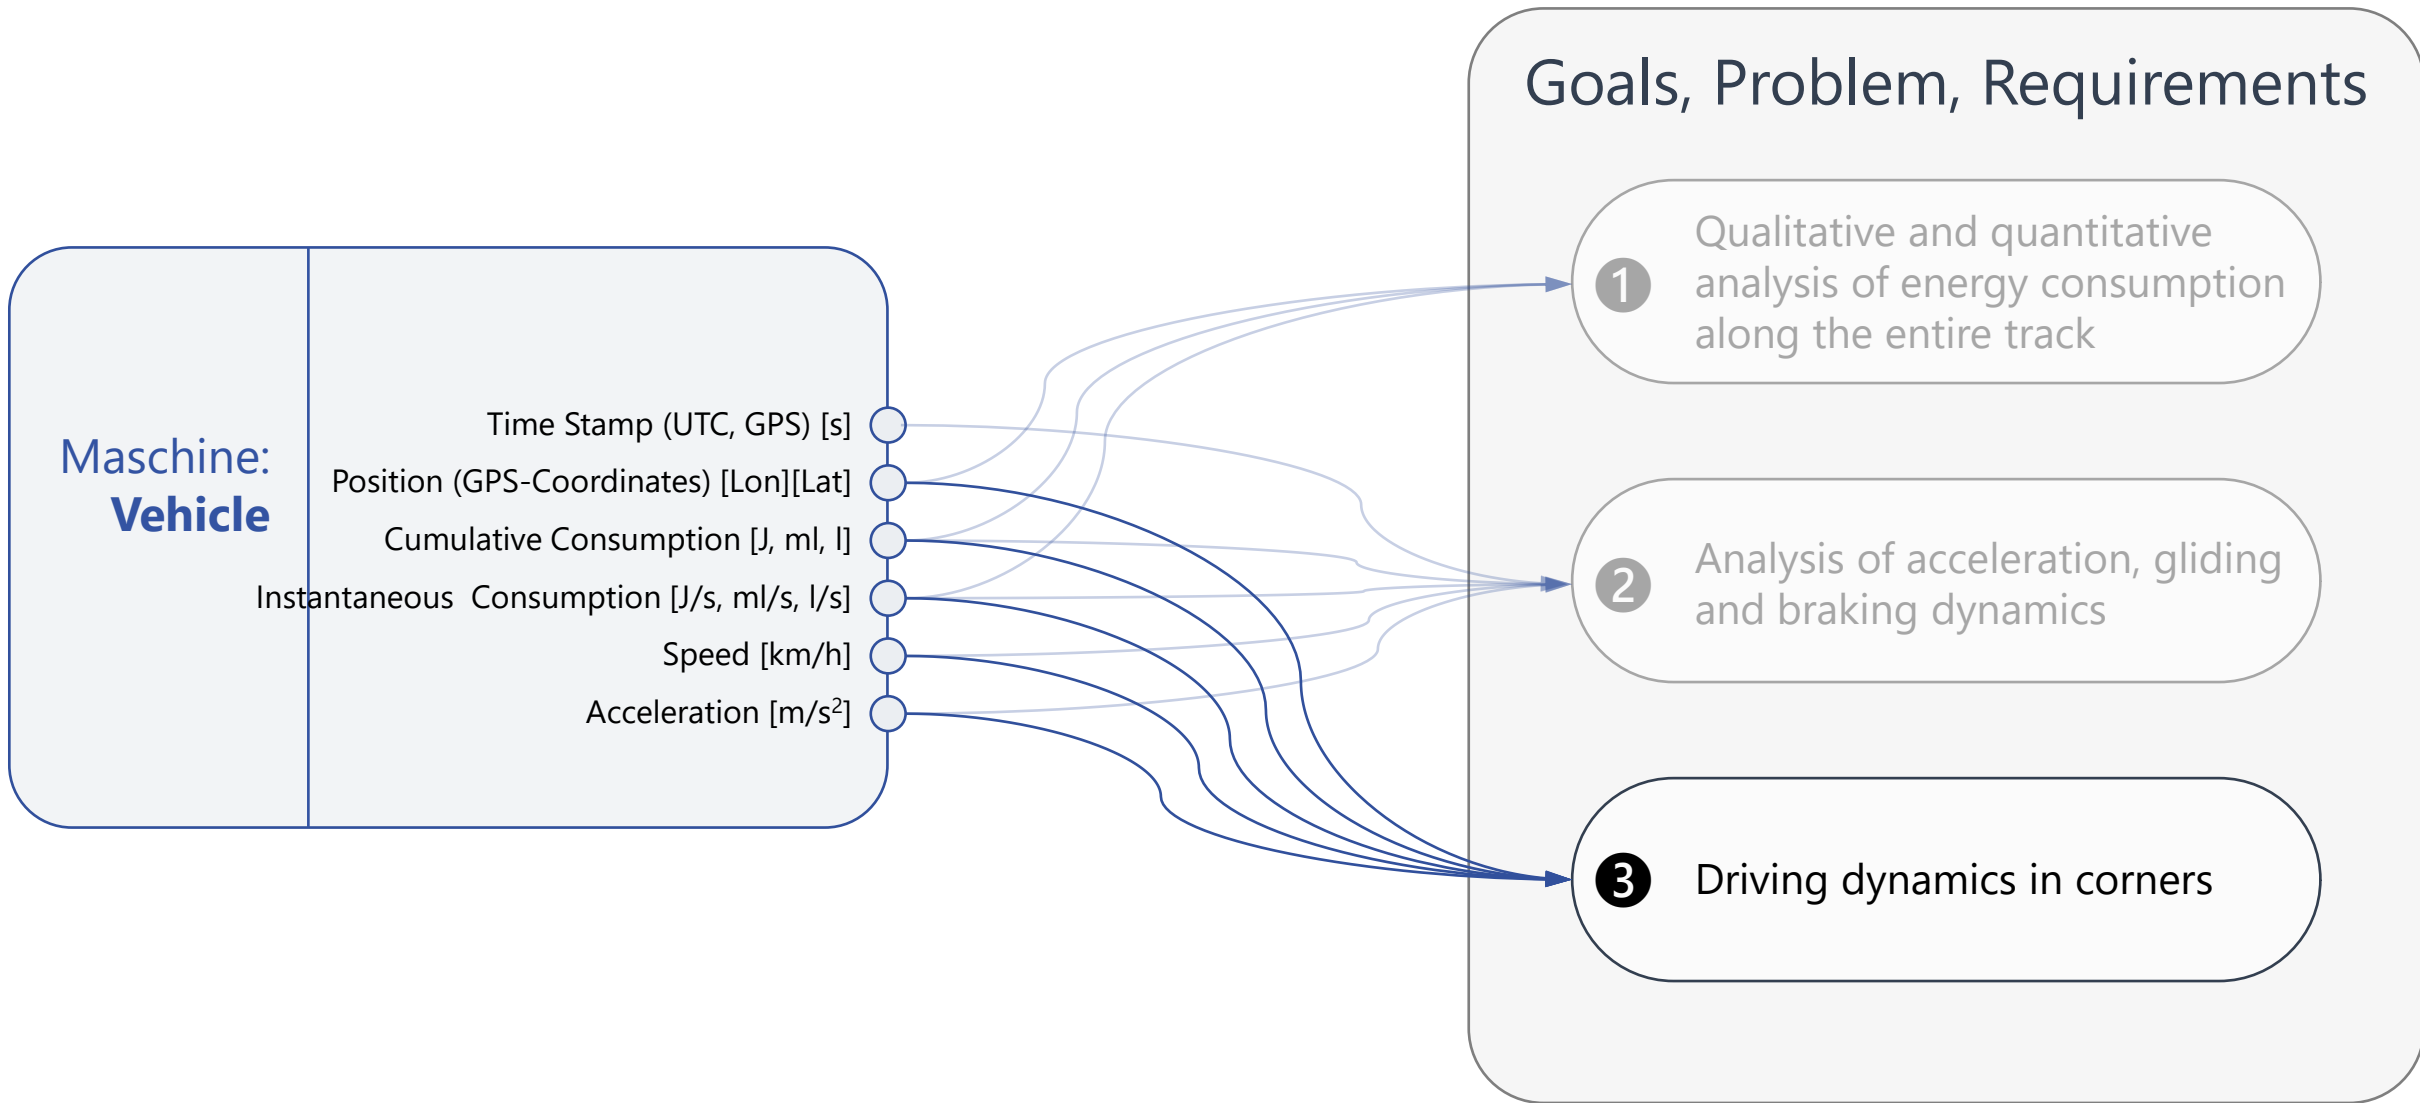 Goals, Problem, Requirements
1
Qualitative and quantitative
analysis of energy consumption
along the entire track
Maschine:
Vehicle
Time Stamp (UTC, GPS) [s]
Position (GPS-Coordinates) [Lon][Lat]
Cumulative Consumption [J, ml, l]
Instantaneous  Consumption [J/s, ml/s, l/s]
Speed [km/h]
Acceleration [m/s²]
2
Analysis of acceleration, gliding
and braking dynamics
3
Driving dynamics in corners